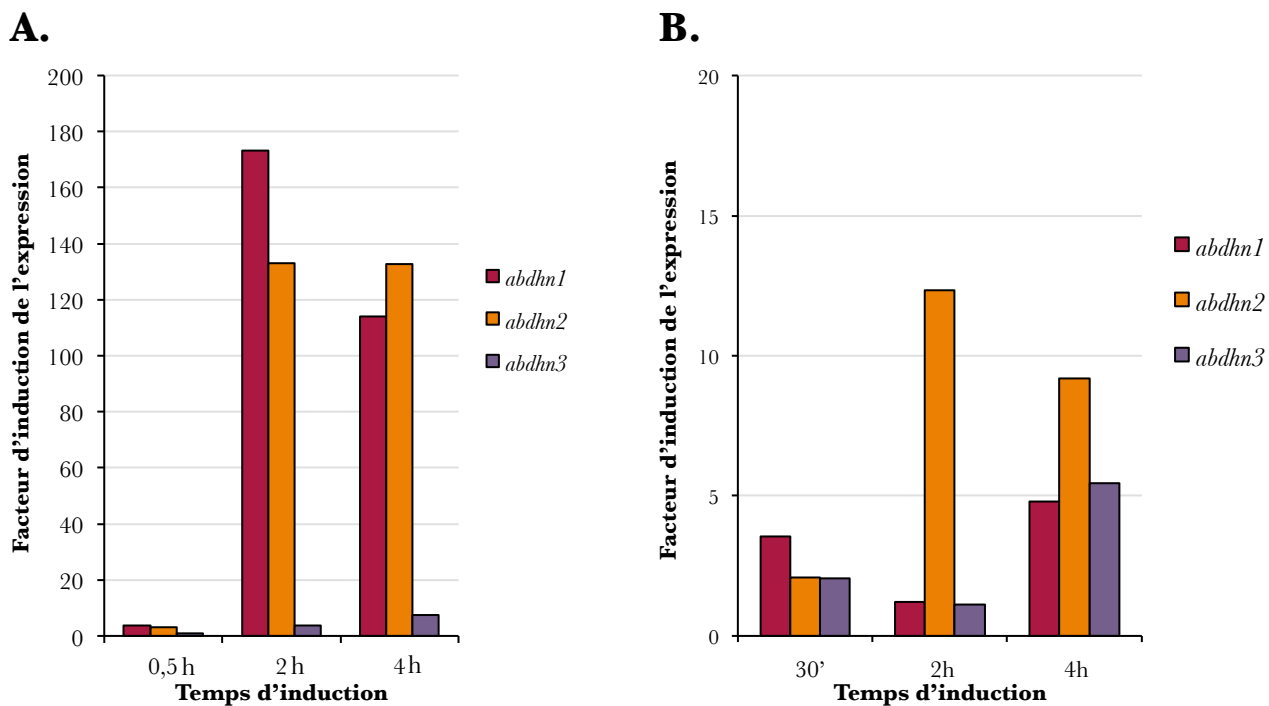 A.
Facteur d'induction de l'expression
200
180
160
140
120
100
80
60
40
20
0
0,5 h 2 h 4 h
Temps d'induction
abdhn1
abdhn2
abdhn3
B.
Facteur d'induction de l'expression
20
15
10
5
0
30’ 2h 4h
Temps d'induction
abdhn1
abdhn2
abdhn3